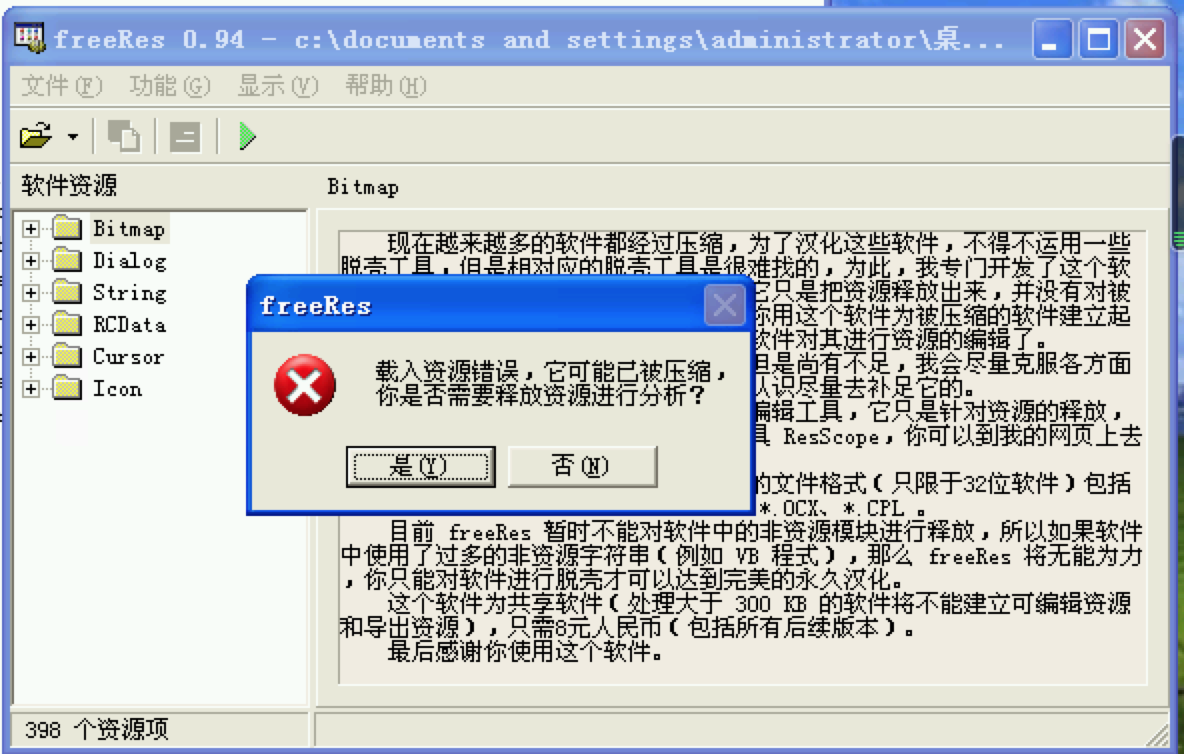 freeRes 0.94 - c:\documents and settings\administrator\桌...
文件(F) 功能(G) 显示(V) 帮助(H)
软件资源
Bitmap
Bitmap
Dialog
String
RCData
Cursor
Icon
现在越来越多的软件都经过压缩，为了汉化这些软件，不得不运用一些
脱壳工具，但是相对应的脱壳工具是很难找的，为此，我专门开发了这个软
它只是把资源释放出来，并没有对被
你用这个软件为被压缩的软件建立起
软件对其进行资源的编辑了。
但是尚有不足，我会尽量克服各方面
认识尽量去补足它的。
编辑工具，它只是针对资源的释放，
具 ResScope，你可以到我的网页上去
的文件格式（只限于32位软件）包括
*.OCX、*.CPL 。
目前 freeRes 暂时不能对软件中的非资源模块进行释放，所以如果软件
中使用了过多的非资源字符串（例如 VB 程式），那么 freeRes 将无能为力
，你只能对软件进行脱壳才可以达到完美的永久汉化。
这个软件为共享软件（处理大于 300 KB 的软件将不能建立可编辑资源
和导出资源），只需8元人民币（包括所有后续版本）。
最后感谢你使用这个软件。
freeRes
载入资源错误，它可能已被压缩，
你是否需要释放资源进行分析？
是(Y) 否(N)
398 个资源项